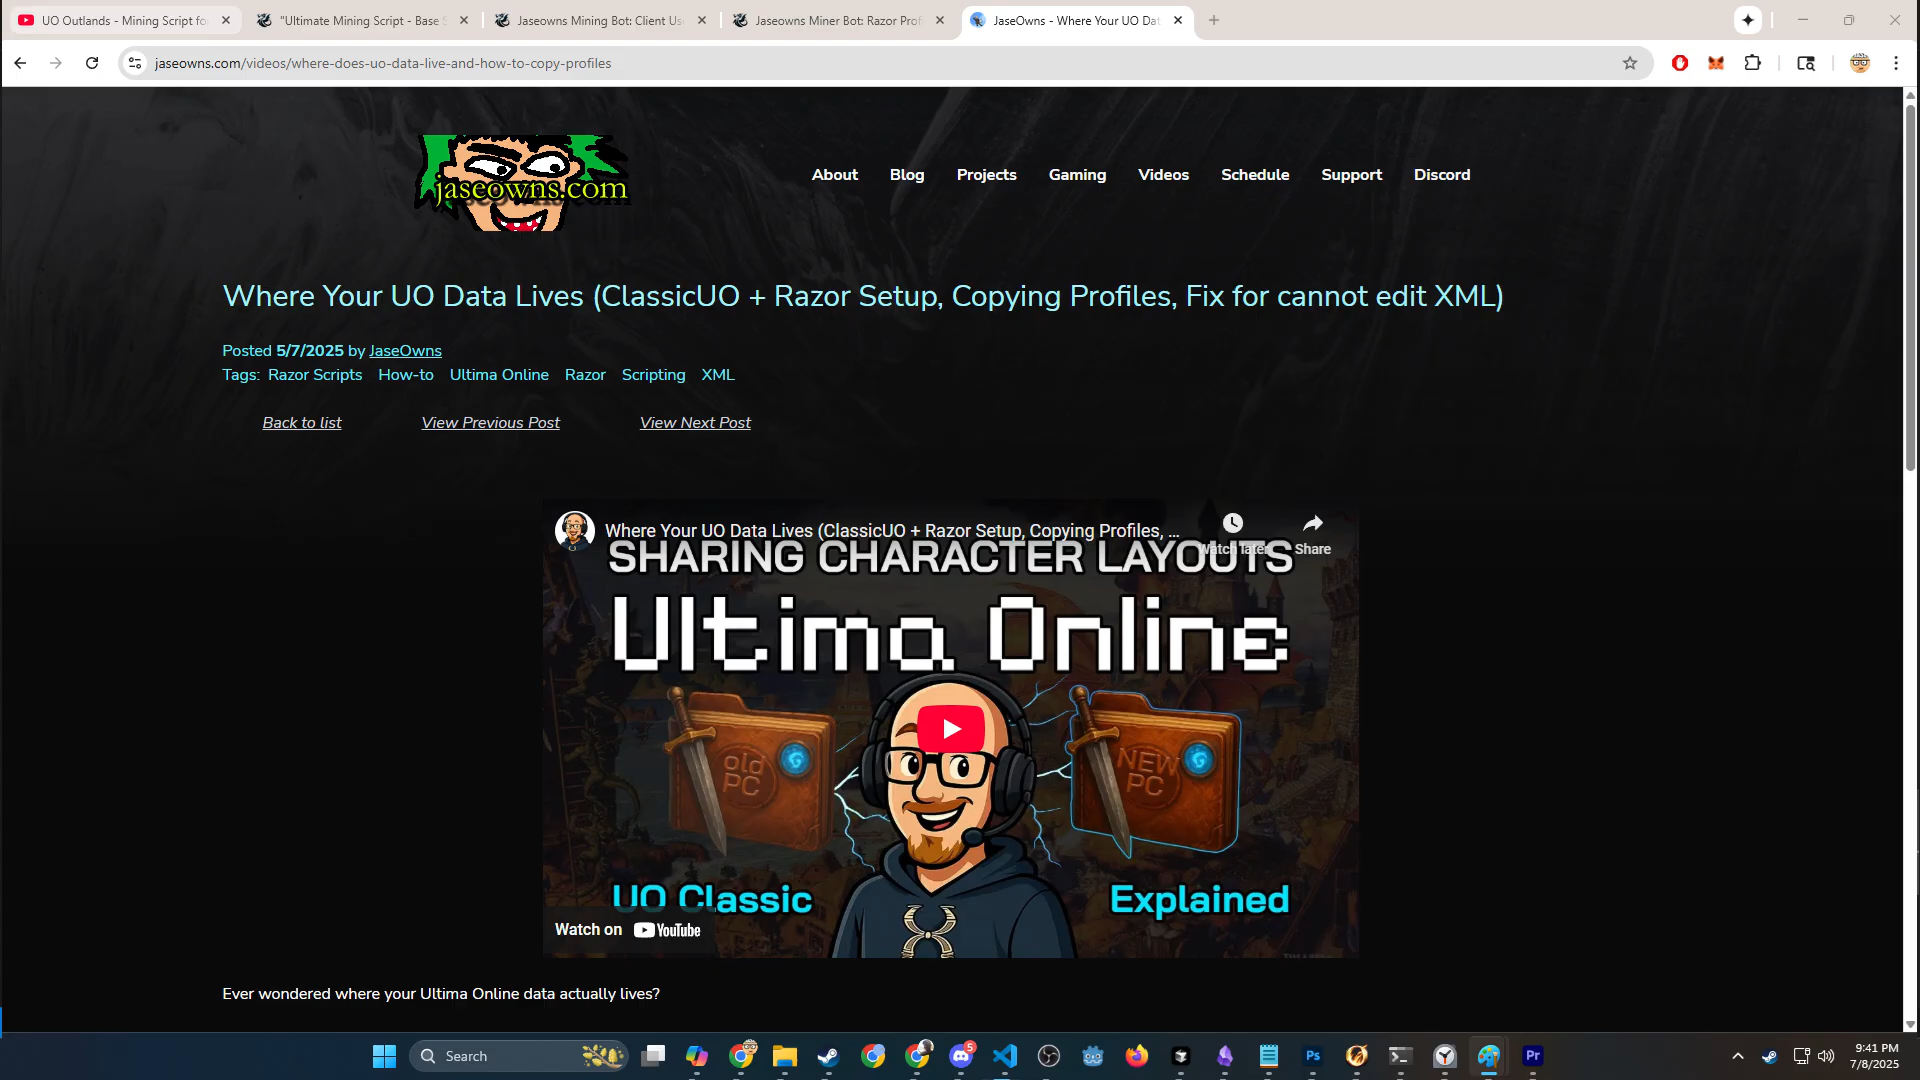 UO Outlands - Mining Script fo
"Ultimate Mining Script - Base S
Jaseowns Mining Bot: Client Us
Jaseowns Miner Bot: Razor Prof
JaseOwns - Where Your UO Dat
jaseowns.com/videos/where-does-uo-data-live-and-how-to-copy-profiles
jaseowns.com
About
Blog
Projects
Gaming
Videos
Schedule
Support
Discord
Where Your UO Data Lives (ClassicUO + Razor Setup, Copying Profiles, Fix for cannot edit XML)
Posted 5/7/2025 by JaseOwns
Tags: Razor Scripts How-to Ultima Online Razor Scripting XML
Back to list
View Previous Post
View Next Post
Where Your UO Data Lives (ClassicUO + Razor Setup, Copying Profiles, ...
Watch later
Share
SHARING CHARACTER LAYOUTS
Ultima Online
old PC
NEW PC
UO Classic
Explained
Watch on YouTube
Ever wondered where your Ultima Online data actually lives?
Search
5
Ps
Pr
9:41 PM
7/8/2025